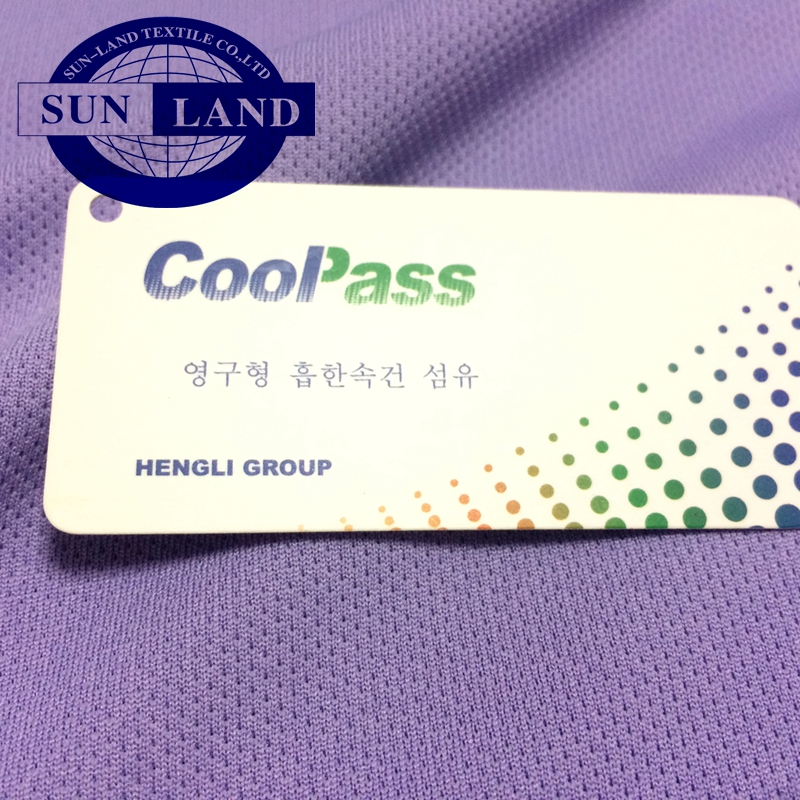 SUN-LAND TEXTILE CO.,LTD
SUN LAND
CoolPass
영구형 흡한속건 섬유
HENGLI GROUP